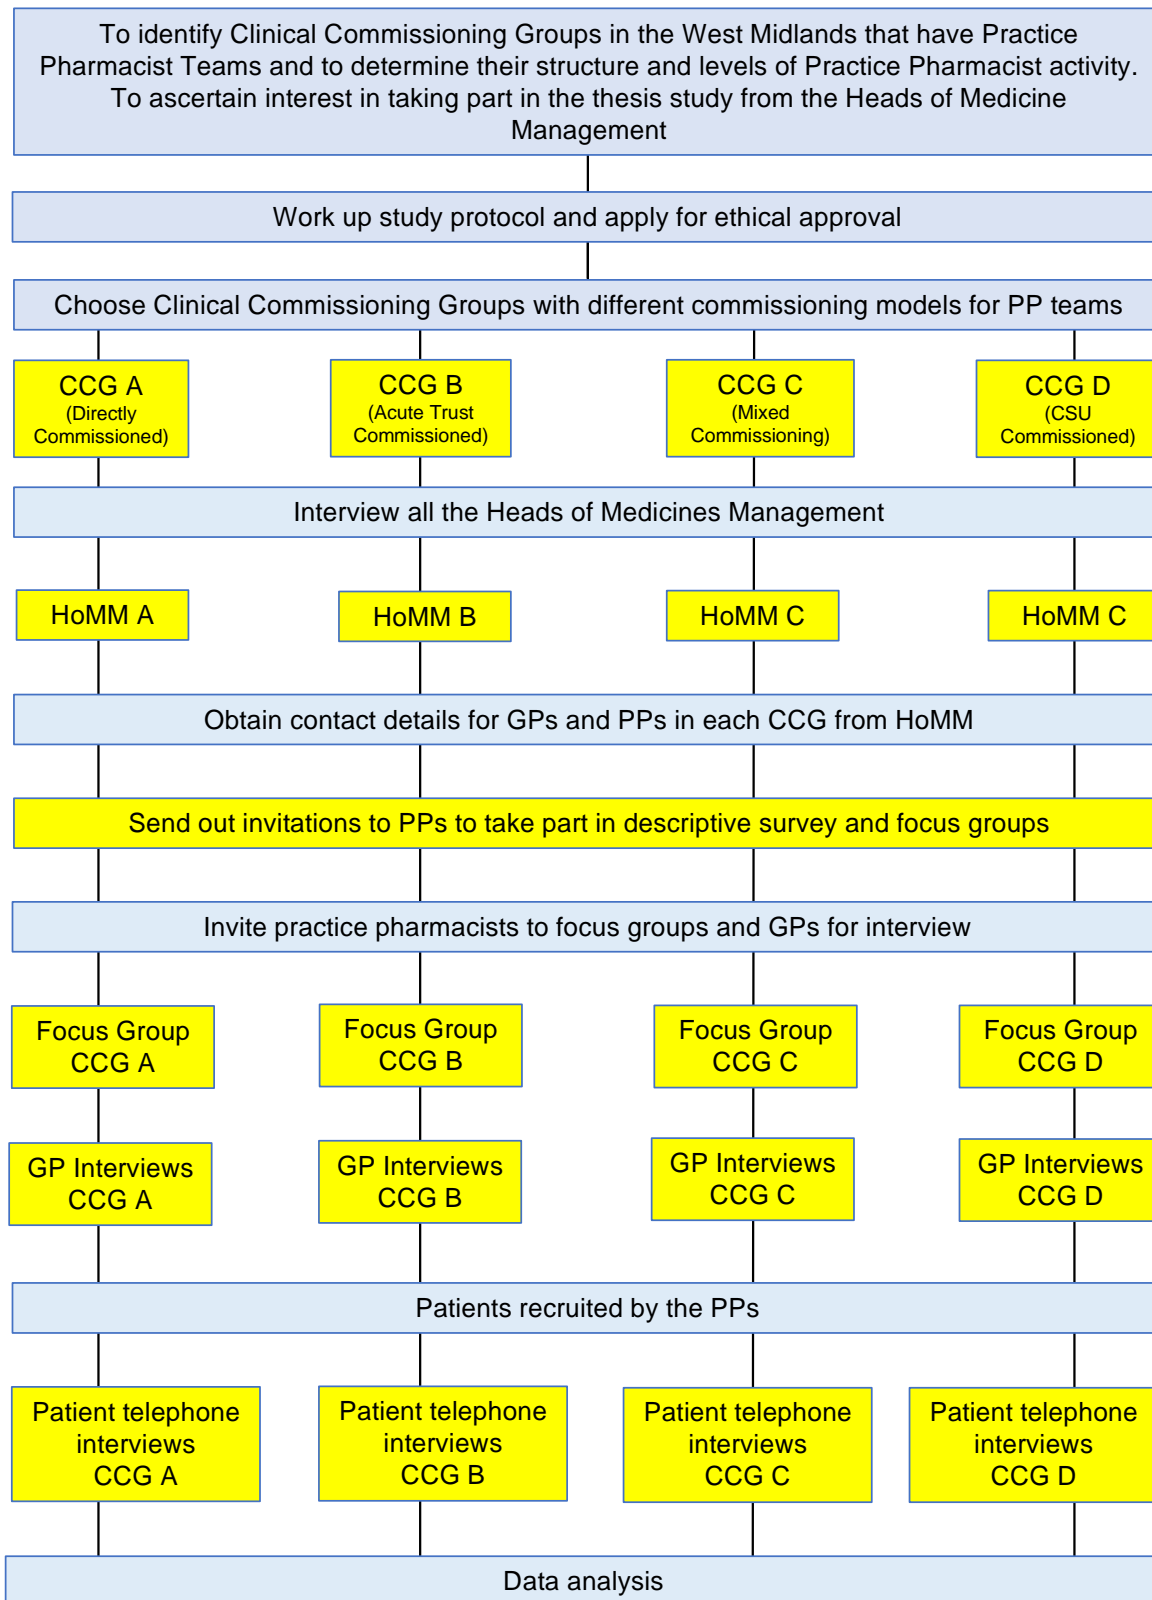 To identify Clinical Commissioning Groups in the West Midlands that have Practice
Pharmacist Teams and to determine their structure and levels of Practice Pharmacist activity.
To ascertain interest in taking part in the thesis study from the Heads of Medicine
Management
Work up study protocol and apply for ethical approval
Choose Clinical Commissioning Groups with different commissioning models for PP teams
CCG A
(Directly
Commissioned)
CCG B
(Acute Trust
Commissioned)
CCG C
(Mixed
Commissioning)
CCG D
(CSU
Commissioned)
Interview all the Heads of Medicines Management
HoMM A
HoMM B
HoMM C
HoMM C
Obtain contact details for GPs and PPs in each CCG from HoMM
Send out invitations to PPs to take part in descriptive survey and focus groups
Invite practice pharmacists to focus groups and GPs for interview
Focus Group
CCG A
Focus Group
CCG B
Focus Group
CCG C
Focus Group
CCG D
GP Interviews
CCG A
GP Interviews
CCG B
GP Interviews
CCG C
GP Interviews
CCG D
Patients recruited by the PPs
Patient telephone
interviews
CCG A
Patient telephone
interviews
CCG B
Patient telephone
interviews
CCG C
Patient telephone
interviews
CCG D
Data analysis